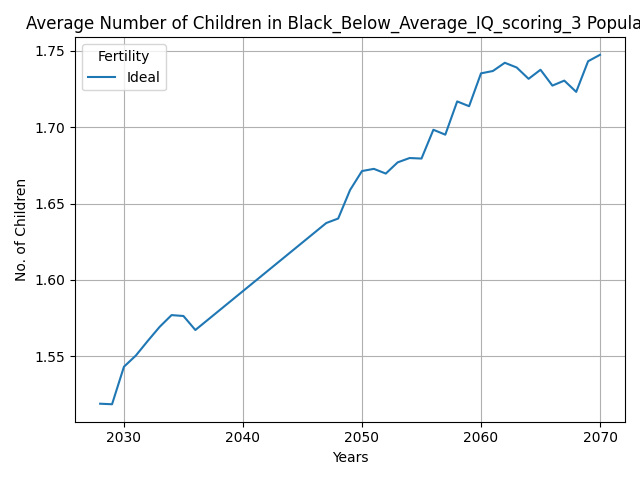 Average Number of Children in Black_Below_Average_IQ_scoring_3 Popula
Fertility
Ideal
1.75
1.70
1.65
1.60
1.55
No. of Children
2030 2040 2050 2060 2070
Years